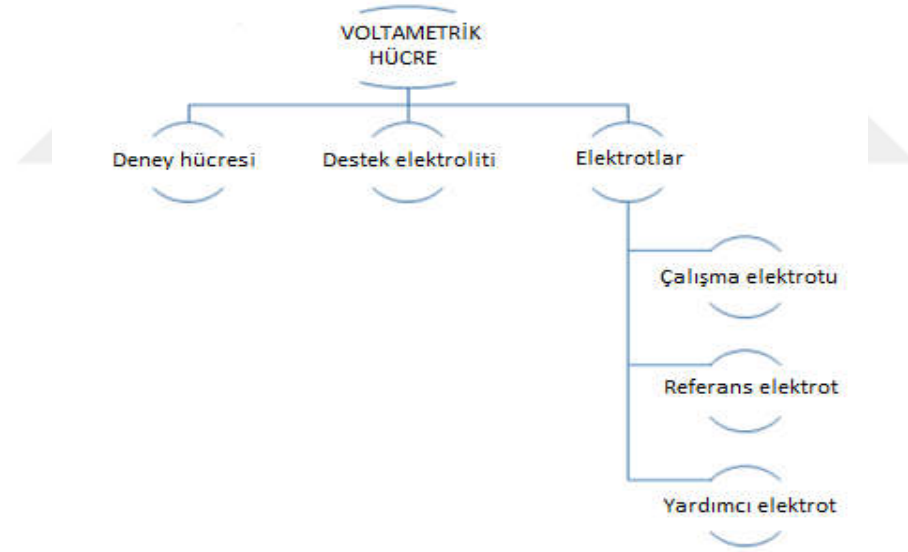 VOLTAMETRİK
HÜCRE
Deney hücresi
Destek elektroliti
Elektrotlar
Çalışma elektrotu
Referans elektrot
Yardımcı elektrot